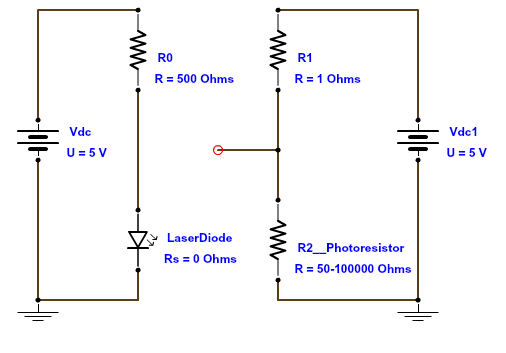 R0
R = 500 Ohms
R1
R = 1 Ohms
Vdc
U = 5 V
Vdc1
U = 5 V
LaserDiode
Rs = 0 Ohms
R2__Photoresistor
R = 50-100000 Ohms